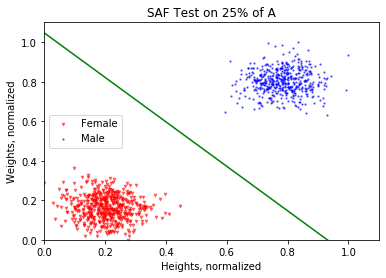 SAF Test on 25% of A
Weights, normalized
1.0
0.8
0.6
0.4
0.2
0.0
Female
Male
0.0 0.2 0.4 0.6 0.8 1.0
Heights, normalized